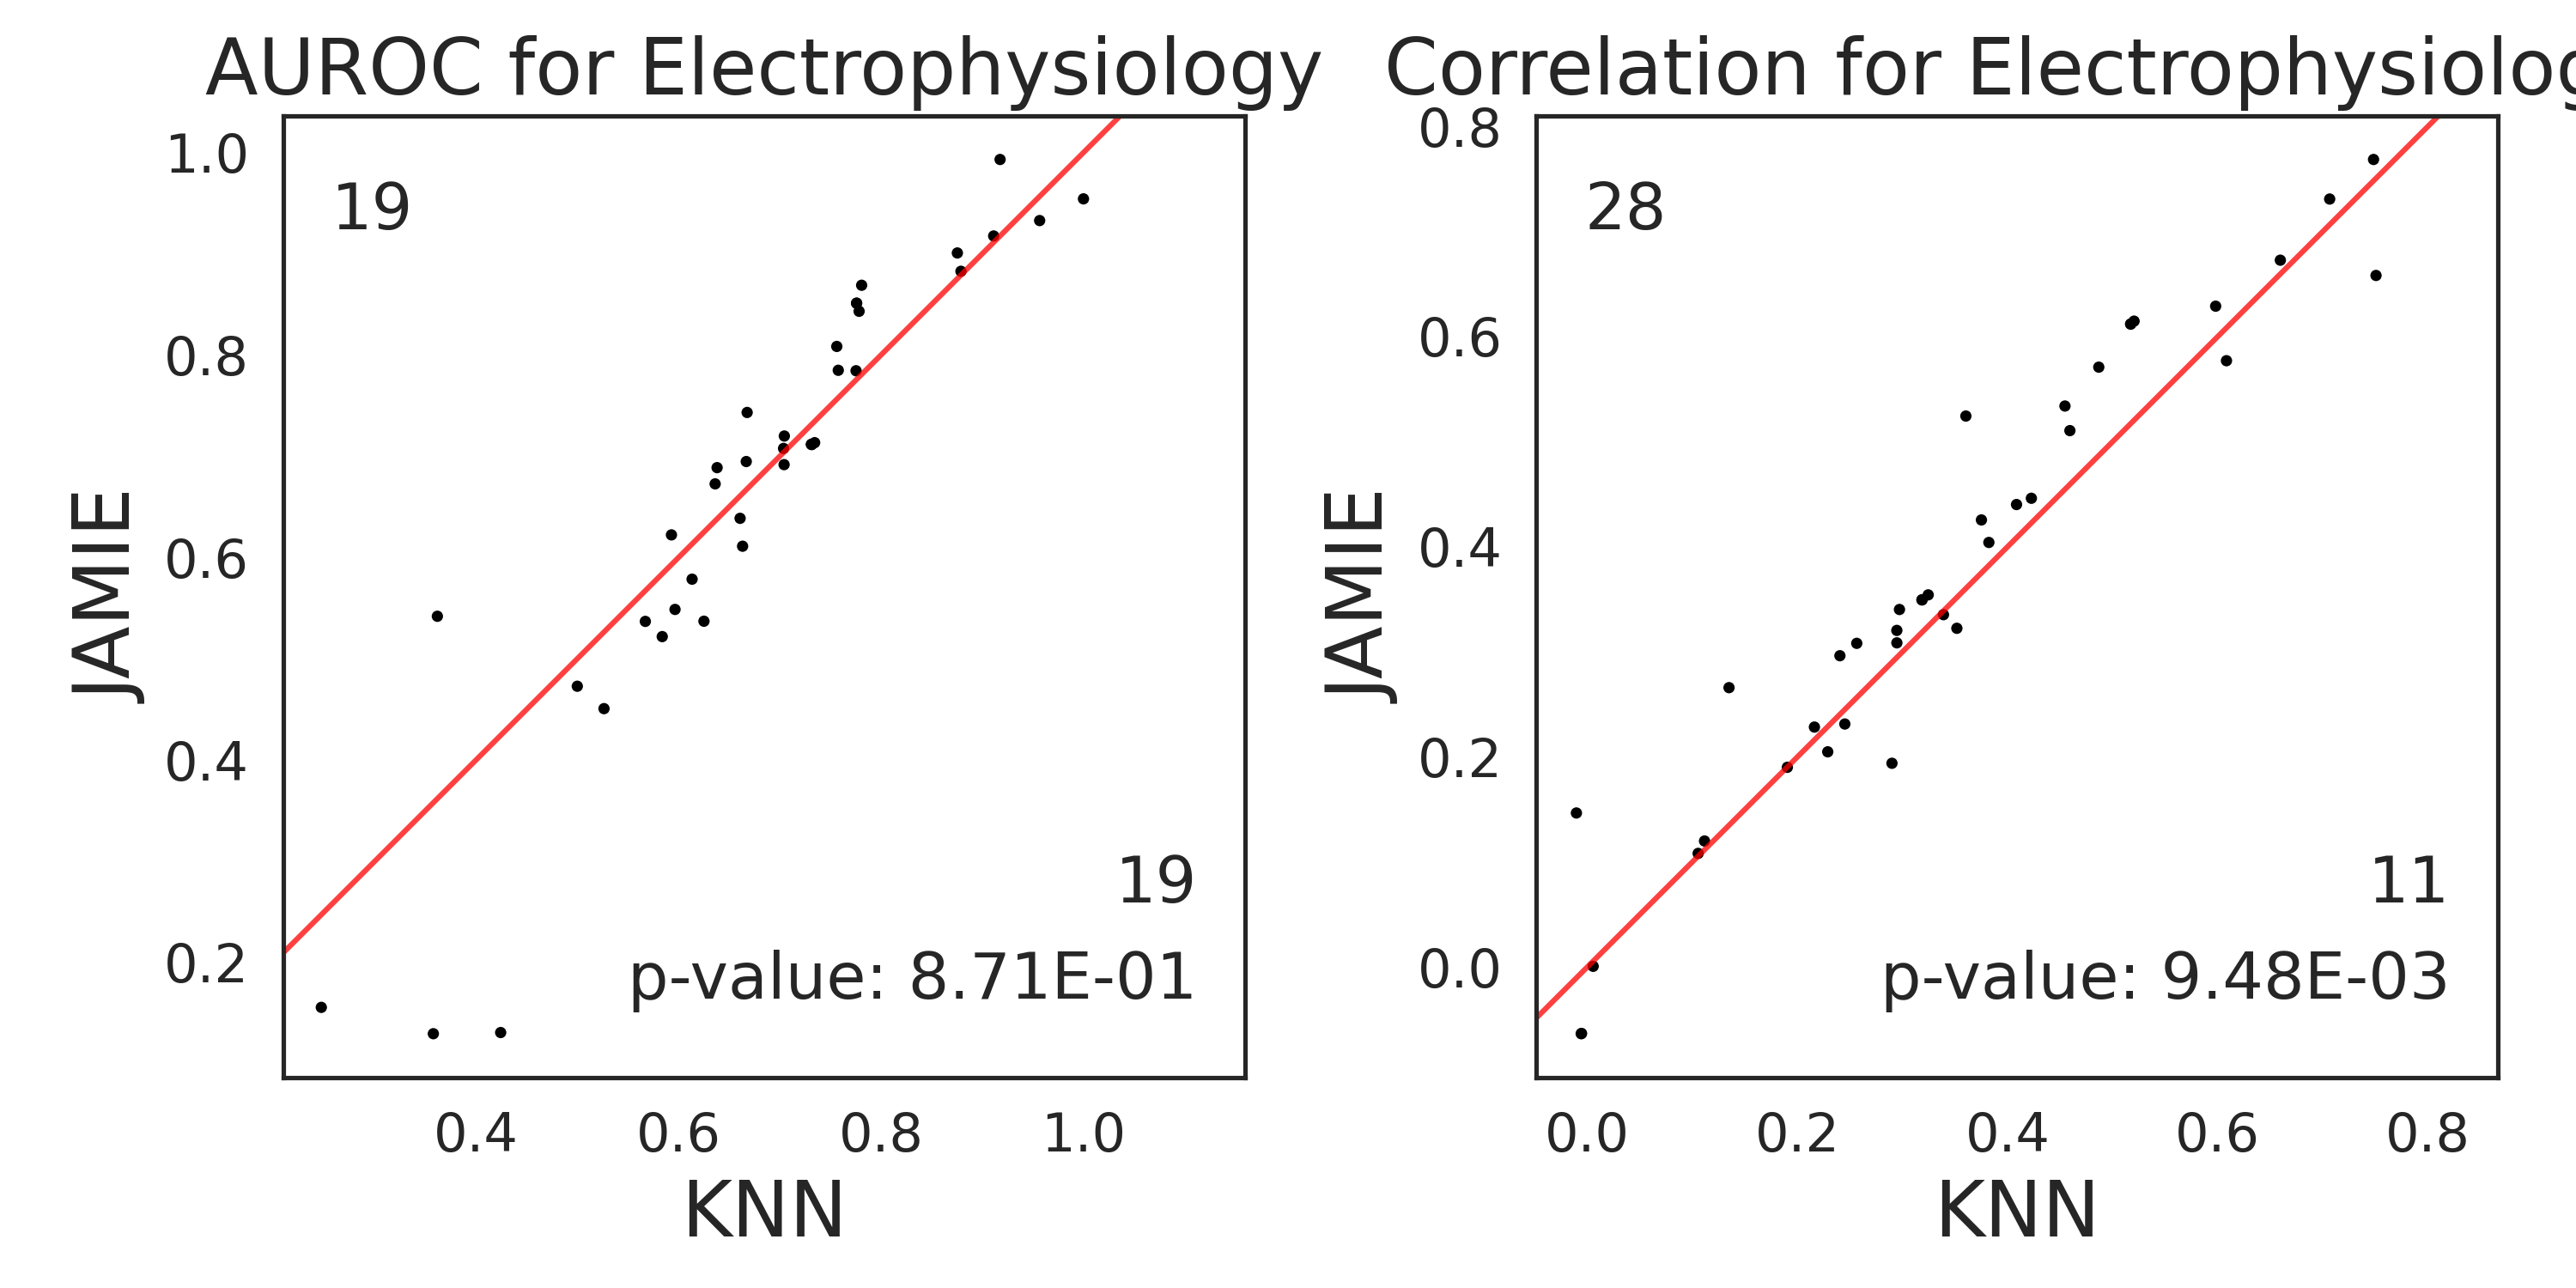 AUROC for Electrophysiology
1.0
0.8
0.6
0.4
0.2
JAMIE
19
19
p-value: 8.71E-01
0.4 0.6 0.8 1.0
KNN
Correlation for Electrophysiolog
0.8
0.6
0.4
0.2
0.0
JAMIE
28
11
p-value: 9.48E-03
0.0 0.2 0.4 0.6 0.8
KNN